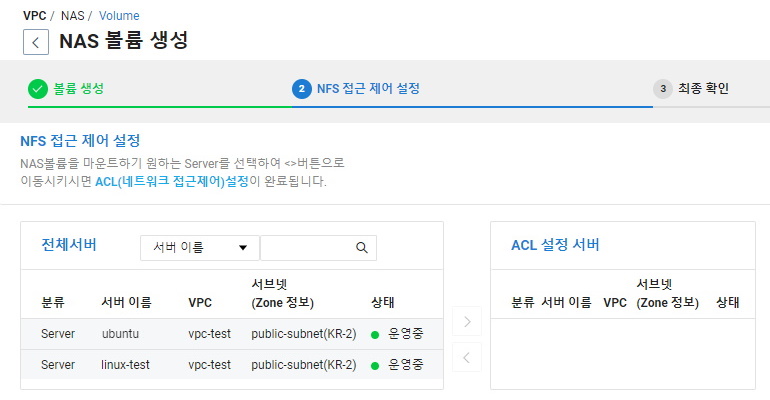 VPC / NAS / Volume
< NAS 볼륨 생성
볼륨 생성 2 NFS 접근 제어 설정 3 최종 확인
NFS 접근 제어 설정
NAS볼륨을 마운트하기 원하는 Server를 선택하여 <>버튼으로
이동시키시면 ACL(네트워크 접근제어)설정이 완료됩니다.
전체서버 서버 이름
분류 서버 이름 VPC 서브넷
(Zone 정보) 상태
Server ubuntu vpc-test public-subnet(KR-2) 운영중
Server linux-test vpc-test public-subnet(KR-2) 운영중
>
<
ACL 설정 서버
분류 서버 이름 VPC 서브넷
(Zone 정보) 상태